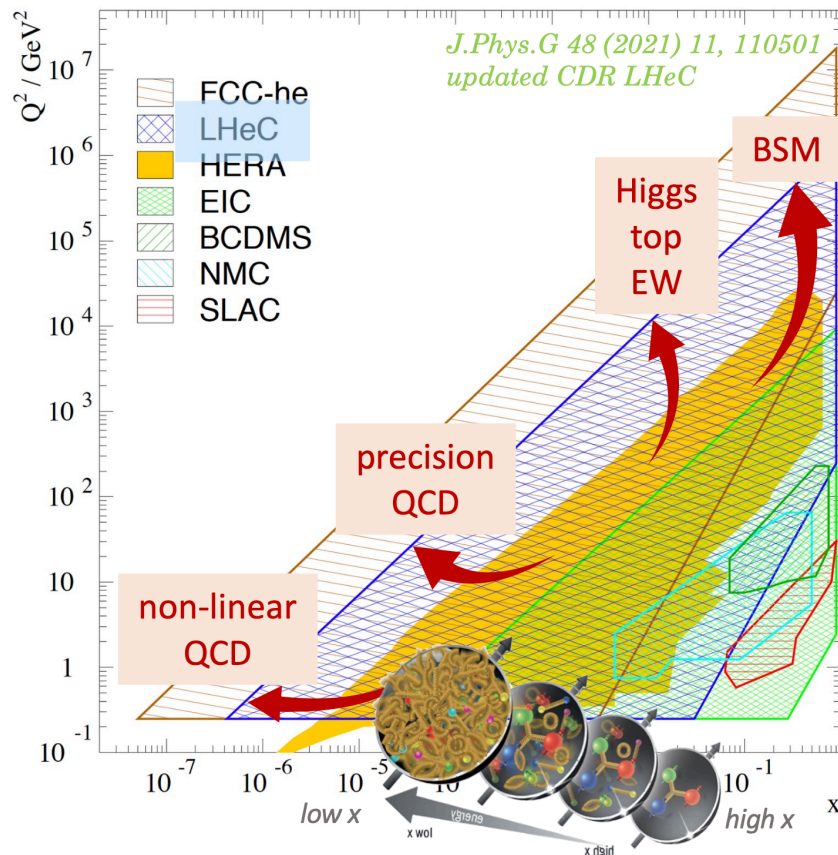 J.Phys.G 48 (2021) 11, 110501
updated CDR LHeC
Q² / GeV²
10⁷
10⁶
10⁵
10⁴
10³
10²
10
1
10⁻¹
FCC-he
LHeC
HERA
EIC
BCDMS
NMC
SLAC
BSM
Higgs
top
EW
precision
QCD
non-linear
QCD
10⁻⁷
10⁻⁶
10⁻⁵
10⁻¹
x
low x
high x
energy
low x
high x